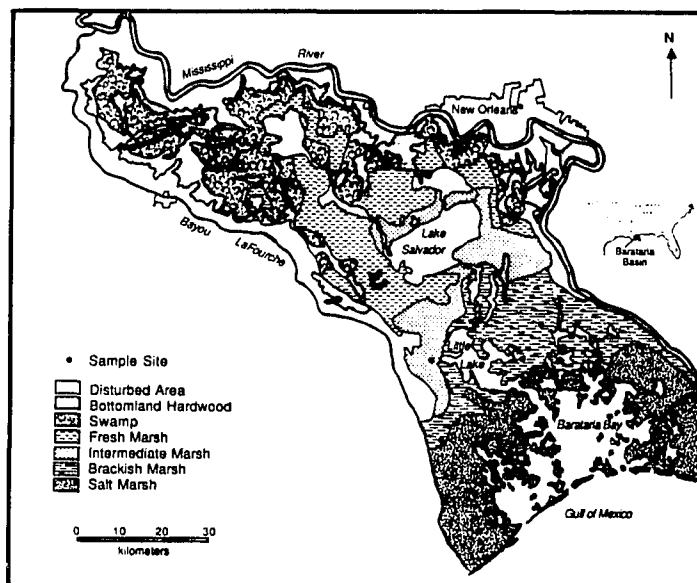 N
Mississippi
River
New Orleans
Lake
Salvador
Bayou
LaFourche
Barataria
Basin
Little
Lake
Barataria Bay
Gulf of Mexico
• Sample Site
Disturbed Area
Bottomland Hardwood
Swamp
Fresh Marsh
Intermediate Marsh
Brackish Marsh
Salt Marsh
0 10 20 30
kilometers